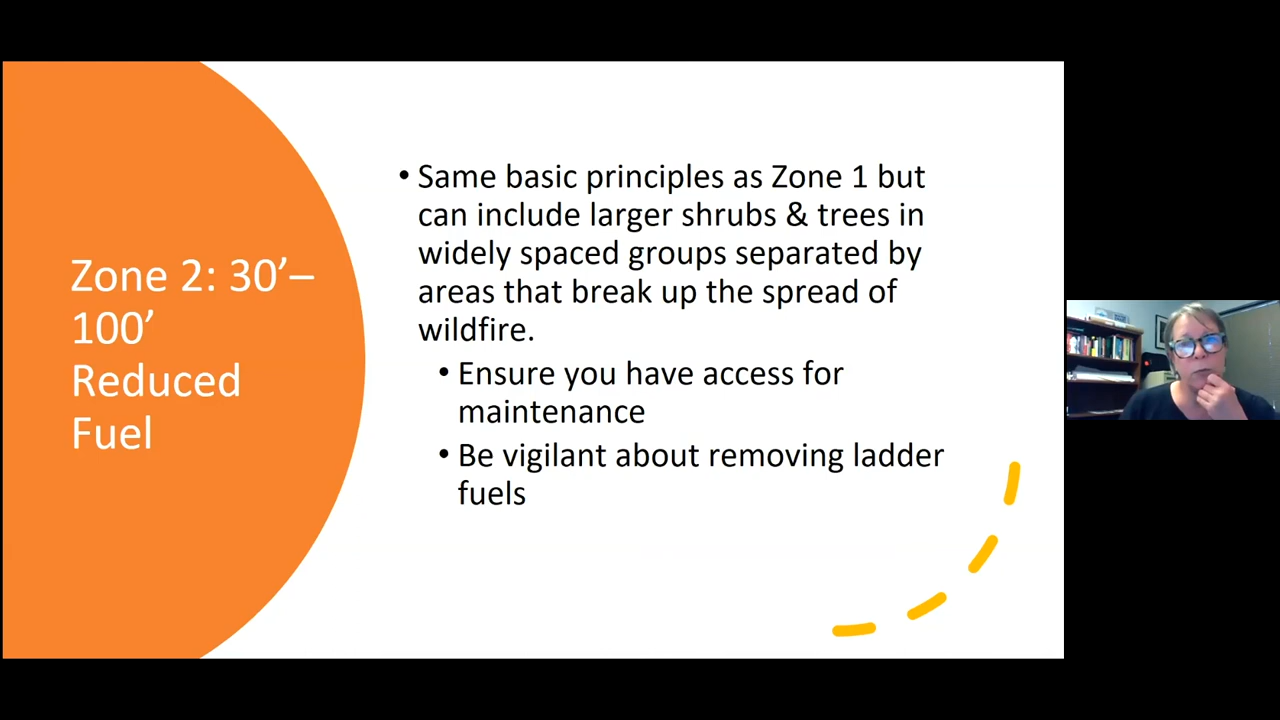 Zone 2: 30’–
100’
Reduced
Fuel
• Same basic principles as Zone 1 but
can include larger shrubs & trees in
widely spaced groups separated by
areas that break up the spread of
wildfire.
• Ensure you have access for
maintenance
• Be vigilant about removing ladder
fuels